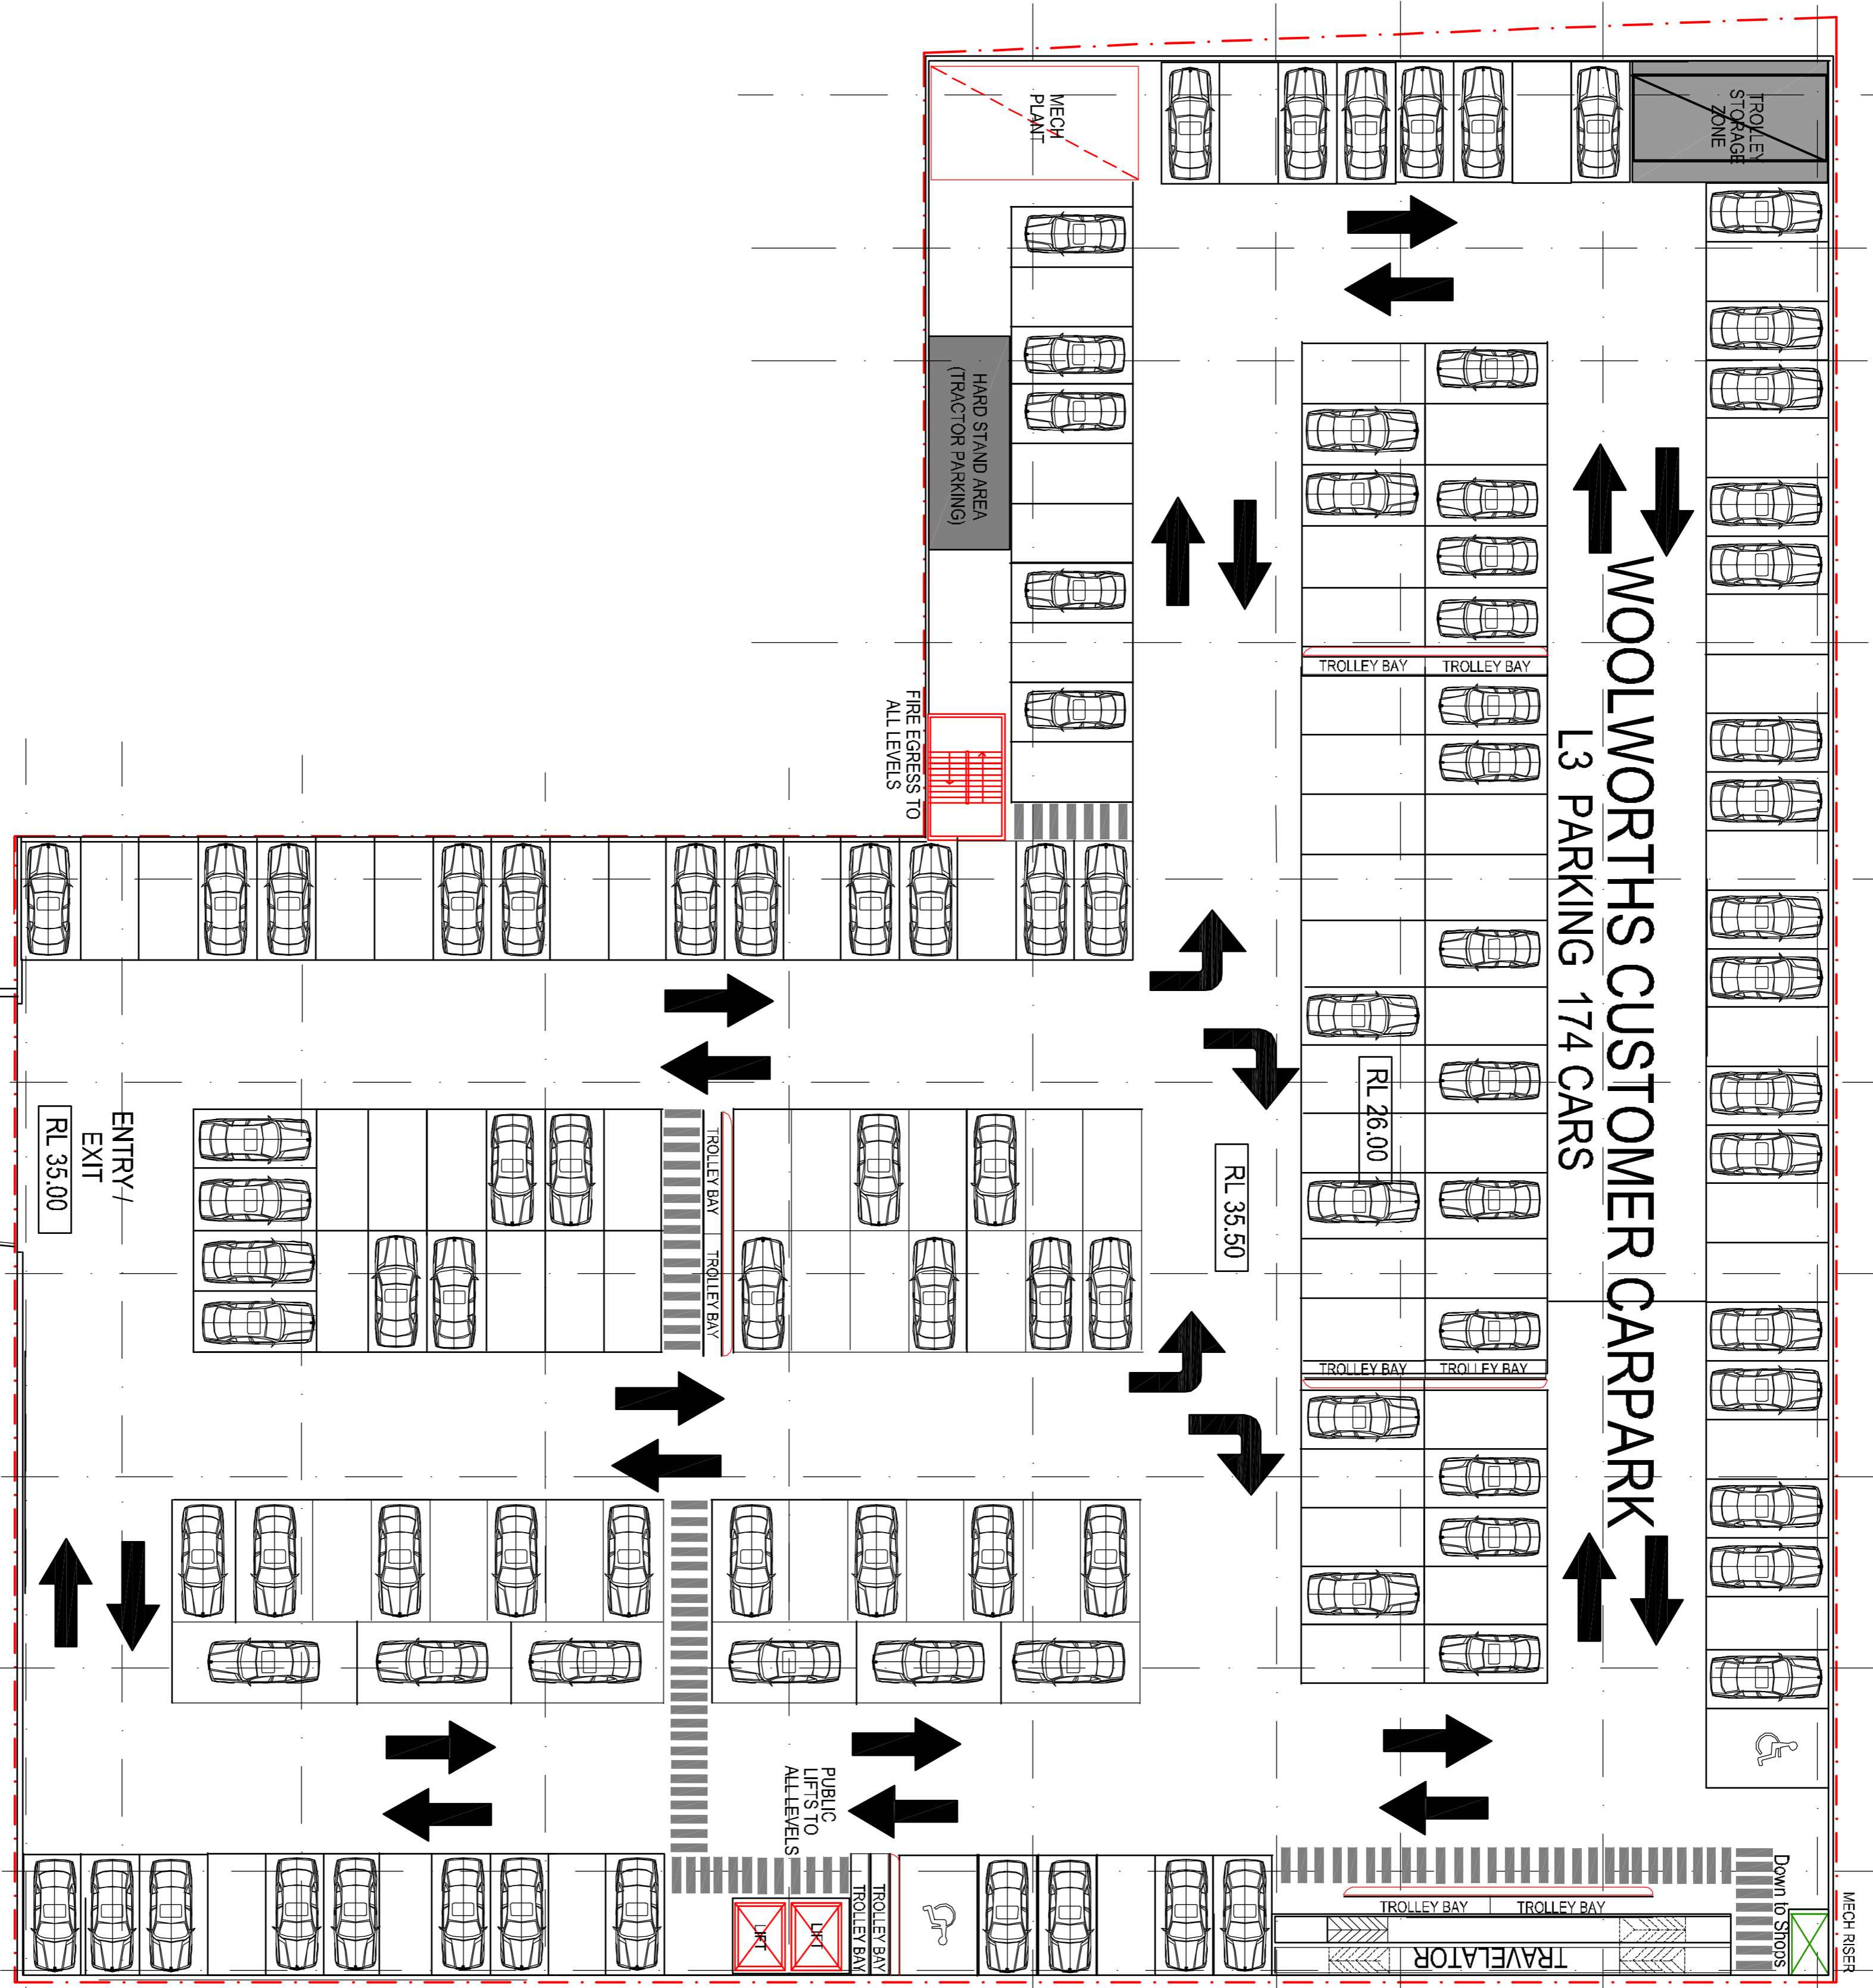 MECH
PLANT
TROLLEY
STORAGE
ZONE
HARD STAND AREA
(TRACTOR PARKING)
FIRE EGRESS TO
ALL LEVELS
WOOLWORTHS CUSTOMER CARPARK
L3 PARKING 174 CARS
TROLLEY BAY
TROLLEY BAY
RL 26.00
RL 35.50
ENTRY /
EXIT
RL 35.00
TROLLEY BAY
TROLLEY BAY
TROLLEY BAY
TROLLEY BAY
PUBLIC
LIFTS TO
ALL LEVELS
LIFT
LIFT
TROLLEY BAY
TROLLEY BAY
TROLLEY BAY
TROLLEY BAY
TRAVELATOR
Down to Shops
MECH RISER